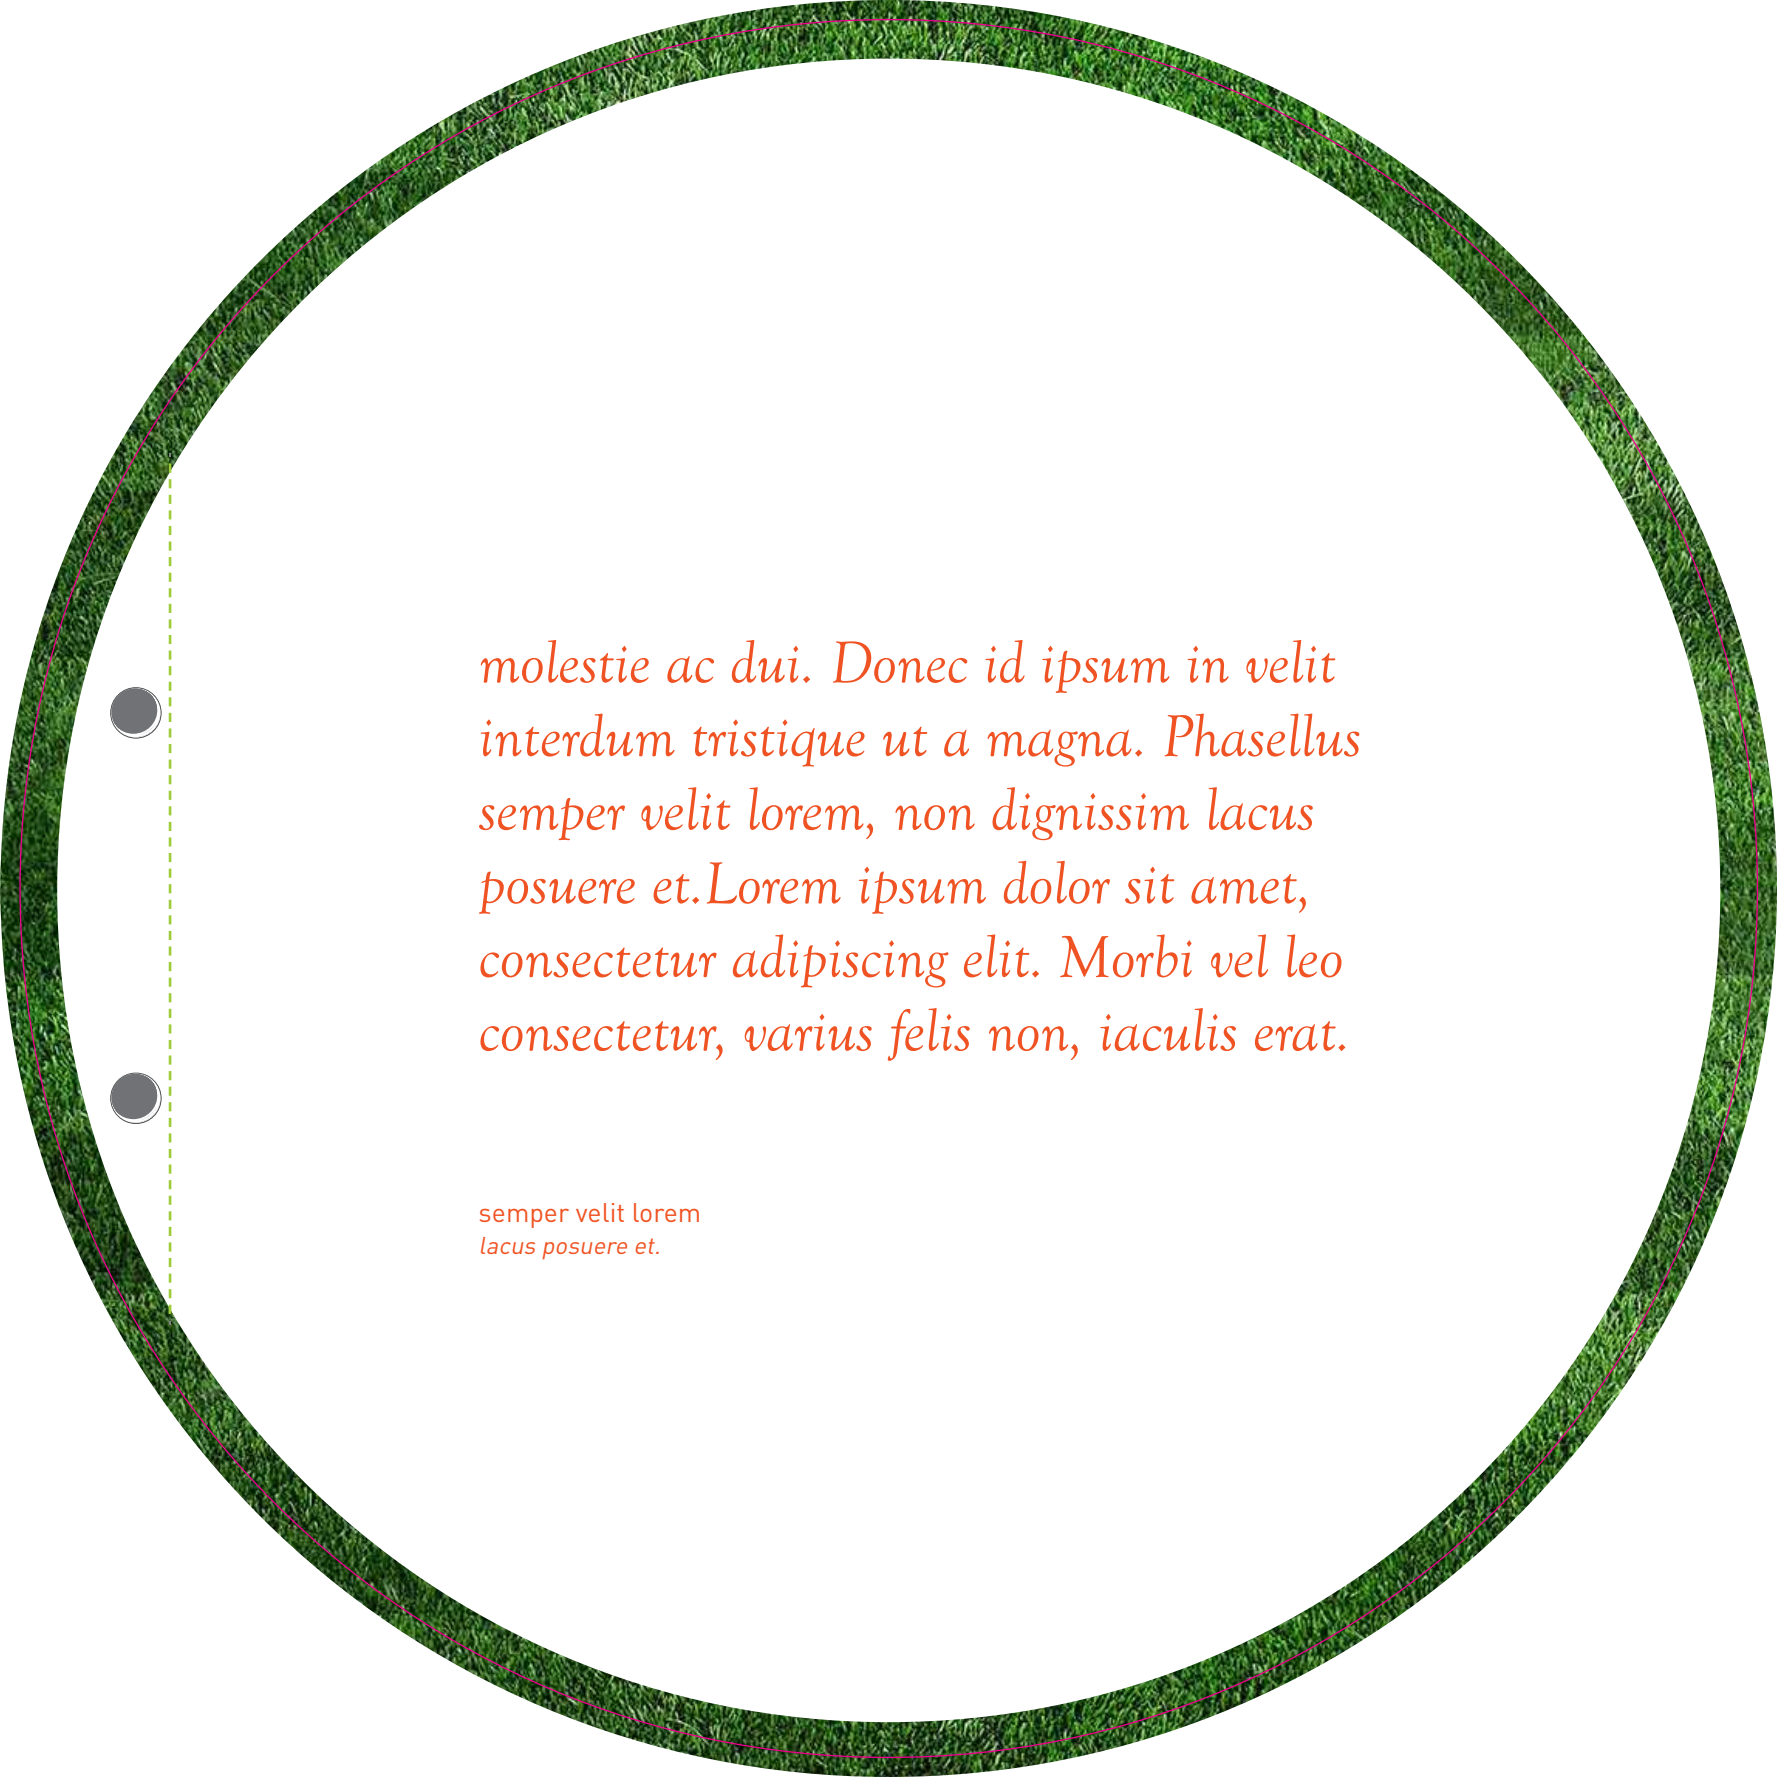 molestie ac dui. Donec id ipsum in velit
interdum tristique ut a magna. Phasellus
semper velit lorem, non dignissim lacus
posuere et.Lorem ipsum dolor sit amet,
consectetur adipiscing elit. Morbi vel leo
consectetur, varius felis non, iaculis erat.
semper velit lorem
lacus posuere et.